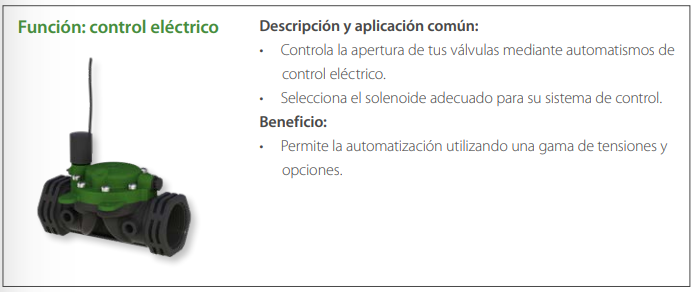 Función: control eléctrico
Descripción y aplicación común:
• Controla la apertura de tus válvulas mediante automatismos de
control eléctrico.
• Selecciona el solenoide adecuado para su sistema de control.
Beneficio:
• Permite la automatización utilizando una gama de tensiones y
opciones.